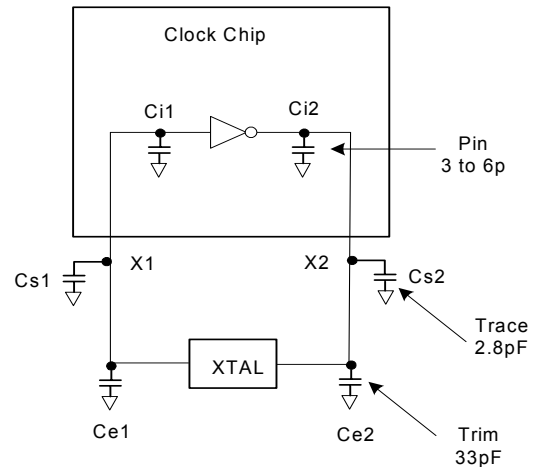 Clock Chip
Ci1
Ci2
Pin
3 to 6p
X1
X2
Cs1
Cs2
Trace
2.8pF
XTAL
Ce1
Ce2
Trim
33pF